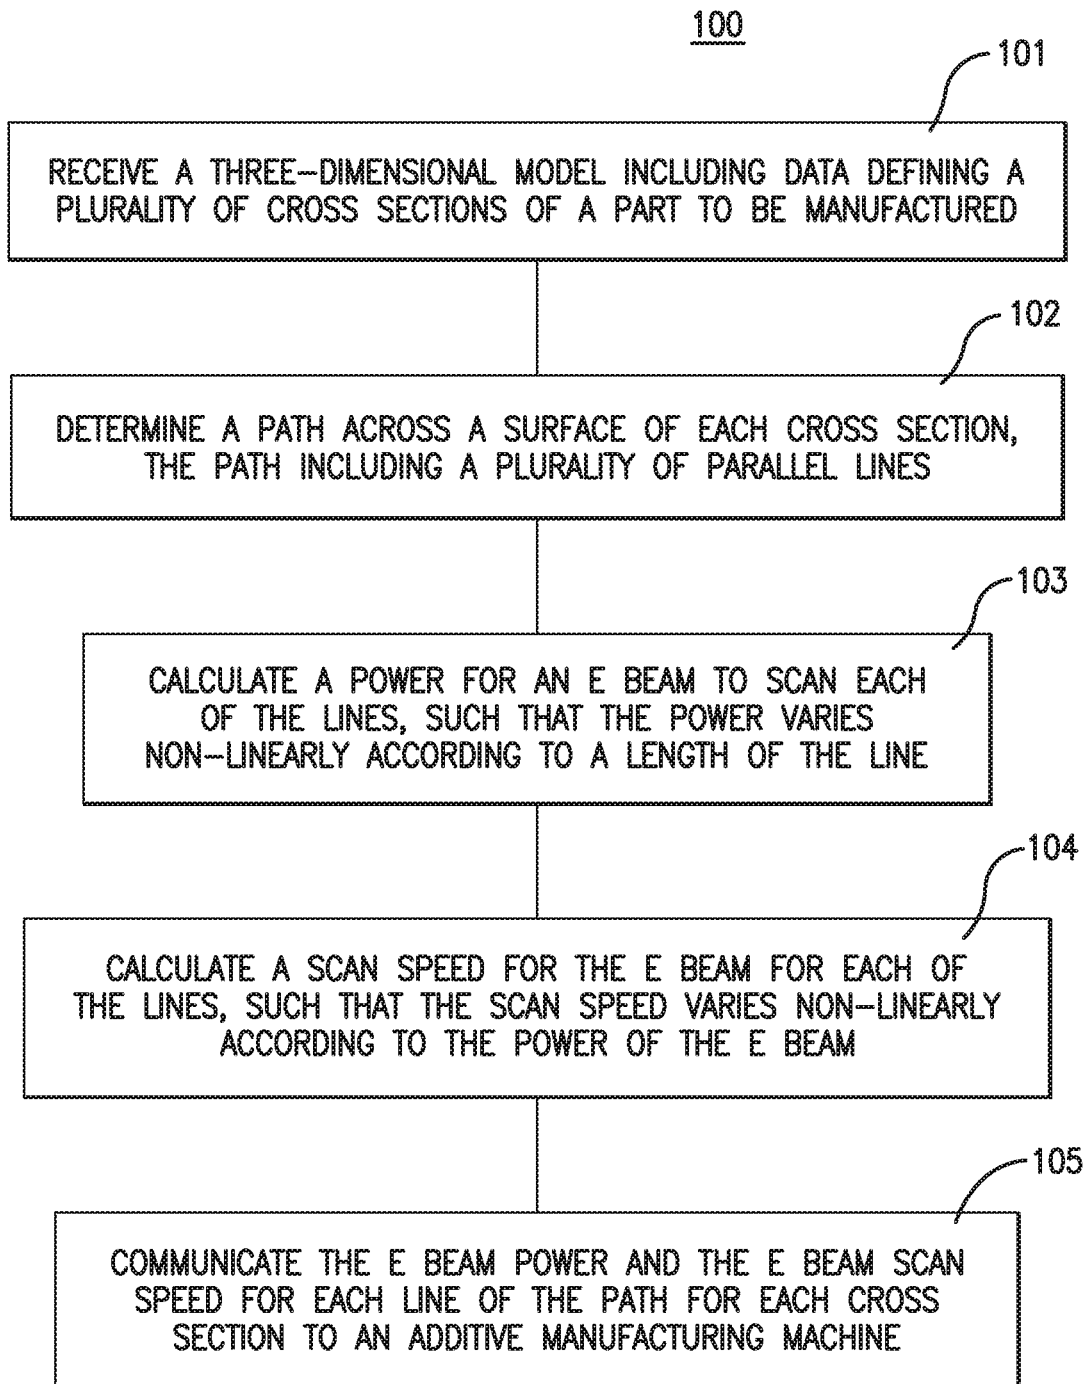 100
101
RECEIVE A THREE-DIMENSIONAL MODEL INCLUDING DATA DEFINING A
PLURALITY OF CROSS SECTIONS OF A PART TO BE MANUFACTURED
102
DETERMINE A PATH ACROSS A SURFACE OF EACH CROSS SECTION,
THE PATH INCLUDING A PLURALITY OF PARALLEL LINES
103
CALCULATE A POWER FOR AN E BEAM TO SCAN EACH
OF THE LINES, SUCH THAT THE POWER VARIES
NON-LINEARLY ACCORDING TO A LENGTH OF THE LINE
104
CALCULATE A SCAN SPEED FOR THE E BEAM FOR EACH OF
THE LINES, SUCH THAT THE SCAN SPEED VARIES NON-LINEARLY
ACCORDING TO THE POWER OF THE E BEAM
105
COMMUNICATE THE E BEAM POWER AND THE E BEAM SCAN
SPEED FOR EACH LINE OF THE PATH FOR EACH CROSS
SECTION TO AN ADDITIVE MANUFACTURING MACHINE